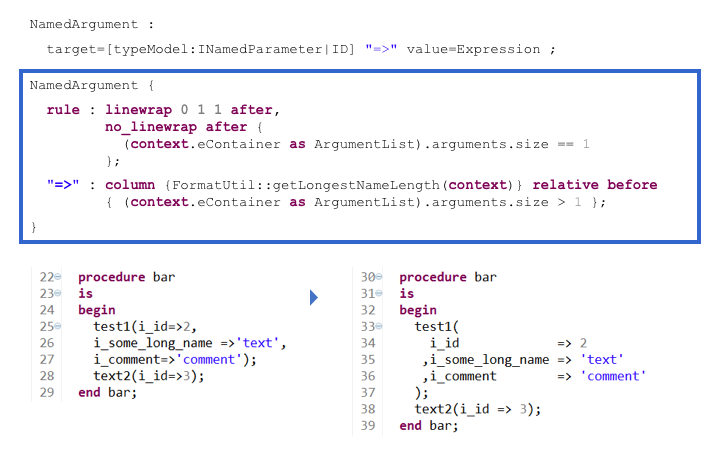 NamedArgument :
target=[typeModel:INamedParameter|ID] "=>" value=Expression ;
NamedArgument {
rule : linewrap 0 1 1 after,
no_linewrap after {
(context.eContainer as ArgumentList).arguments.size == 1
};
"=>" : column {FormatUtil::getLongestNameLength(context)} relative before
{ (context.eContainer as ArgumentList).arguments.size > 1 };
}
22 procedure bar
23 is
24 begin
25 test1(i_id=>2,
26 i_some_long_name =>'text',
27 i_comment=>'comment');
28 text2(i_id=>3);
29 end bar;
30 procedure bar
31 is
32 begin
33 test1(
34 i_id => 2
35 ,i_some_long_name => 'text'
36 ,i_comment => 'comment'
37 );
38 text2(i_id => 3);
39 end bar;